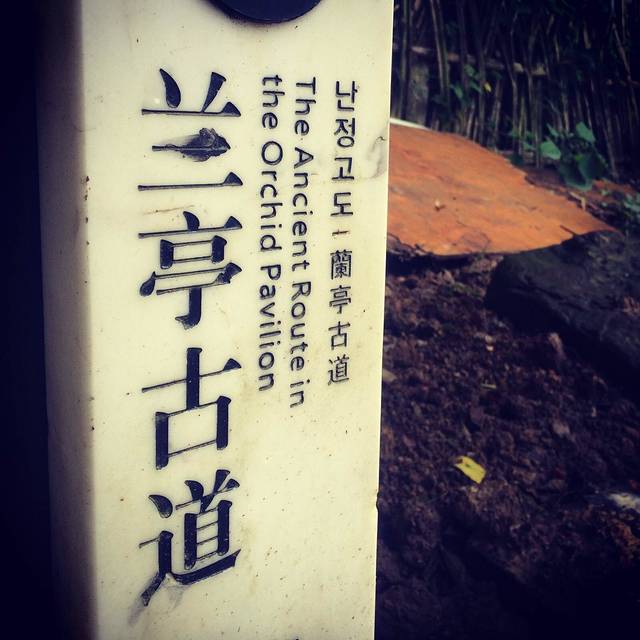 兰亭古道
The Ancient Route in
the Orchid Pavilion
난정고도-蘭亭古道